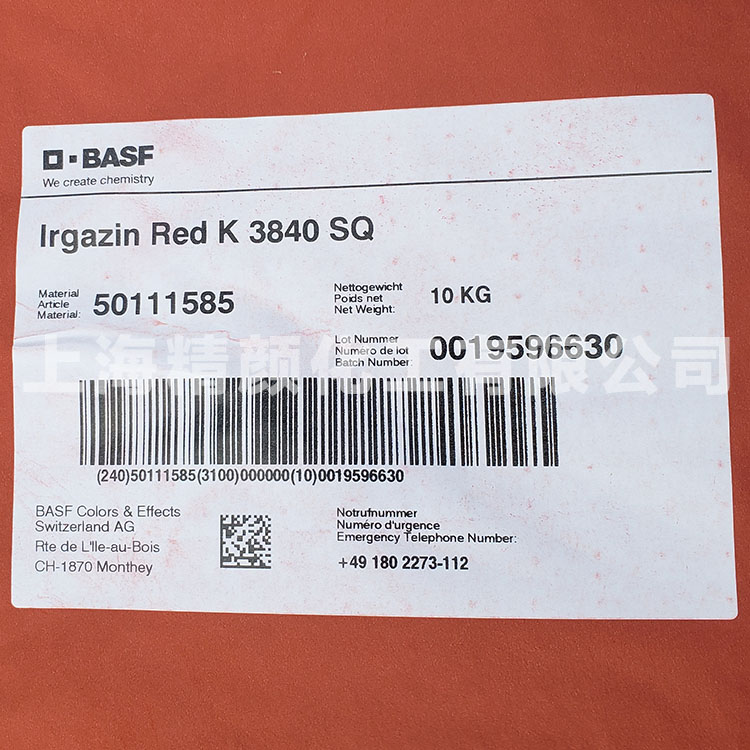 BASF
We create chemistry
Irgazin Red K 3840 SQ
Material
Article
Material:
50111585
Nettogewicht
Poids net
Net Weight:
10 KG
Lot Nummer
Numéro de lot
Batch Number:
0019596630
上海精颜化工有限公司
(240)50111585(3100)000000(10)0019596630
BASF Colors & Effects
Switzerland AG
Rte de L'Ile-au-Bois
CH-1870 Monthey
Notrufnummer
Numéro d'urgence
Emergency Telephone Number:
+49 180 2273-112